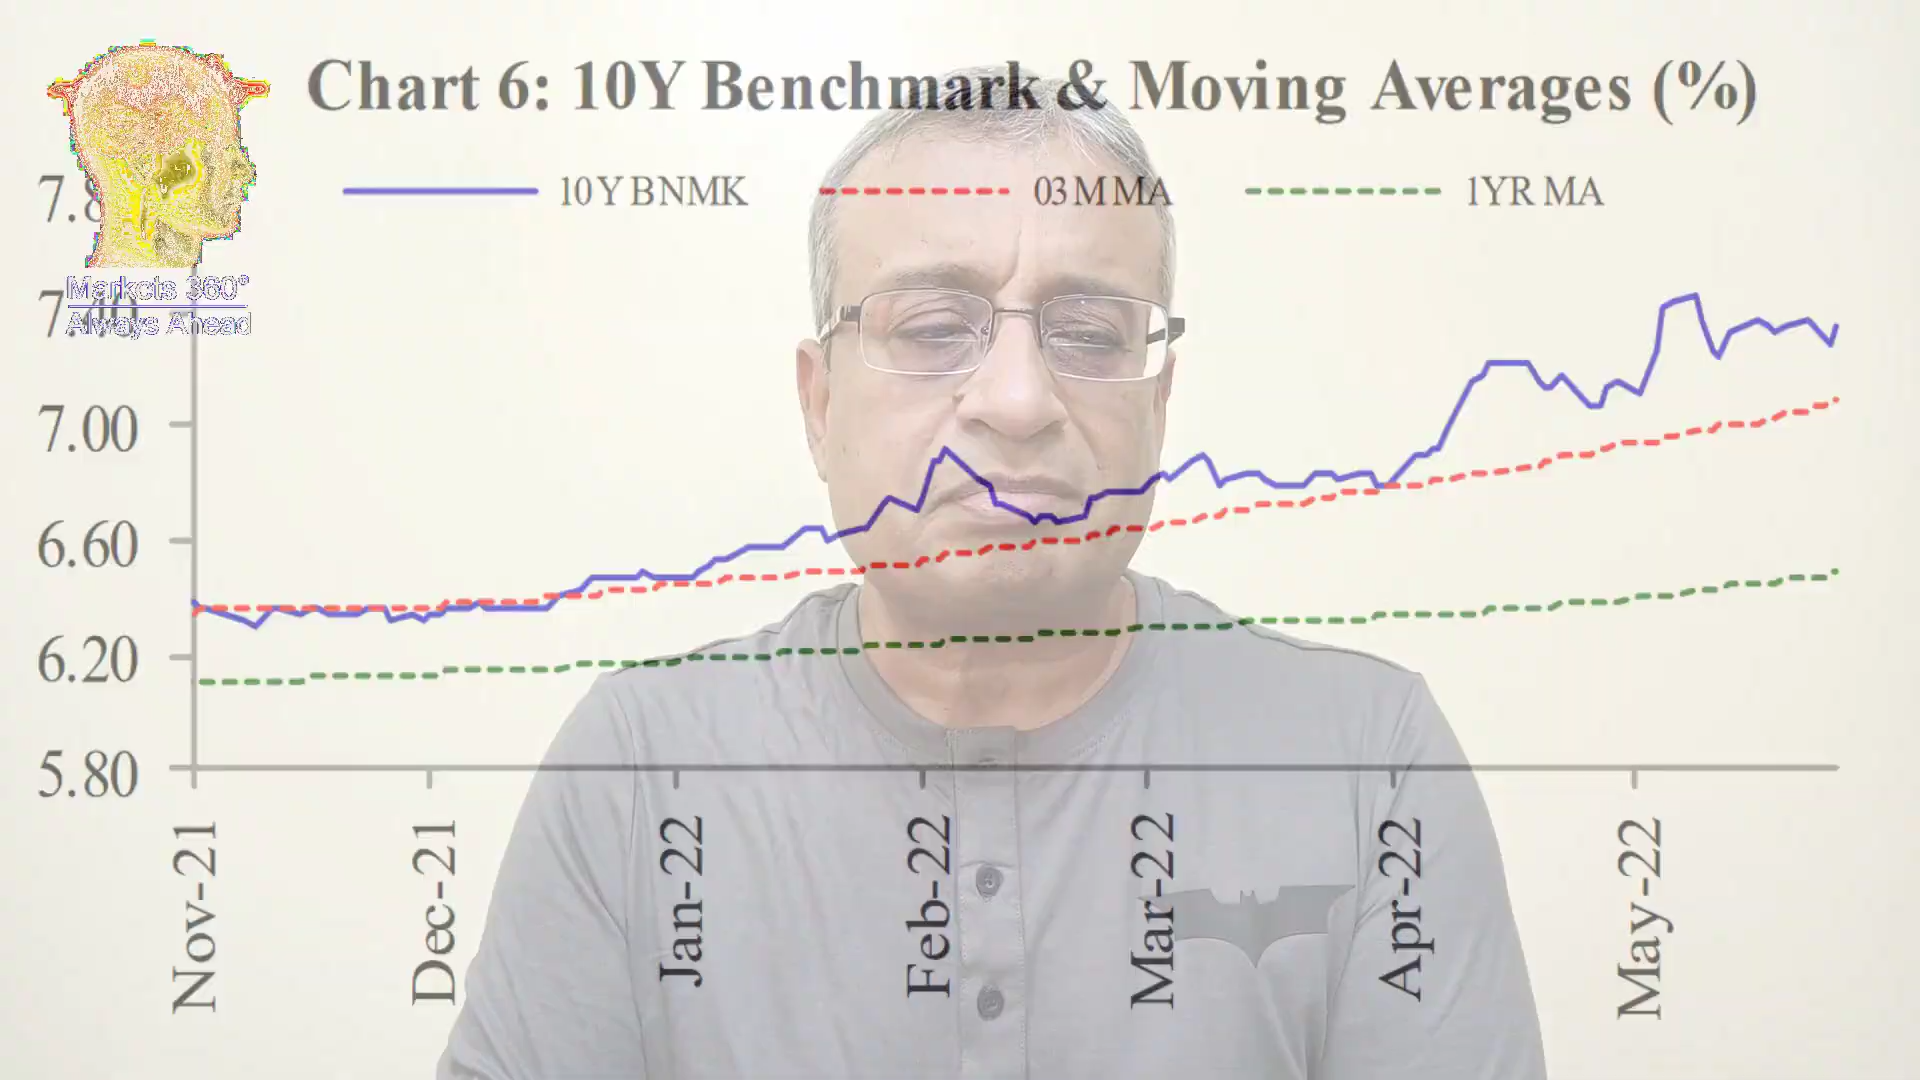 Chart 6: 10Y Benchmark & Moving Averages (%)
10Y BNMK
03M MA
1YR MA
Markets 360°
Always Ahead
7.40
7.00
6.60
6.20
5.80
Nov-21
Dec-21
Jan-22
Feb-22
Mar-22
Apr-22
May-22